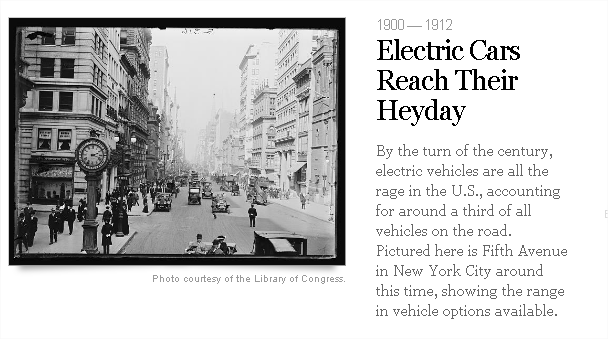 1900 — 1912
Electric Cars
Reach Their
Heyday
By the turn of the century,
electric vehicles are all the
rage in the U.S., accounting
for around a third of all
vehicles on the road.
Pictured here is Fifth Avenue
in New York City around
this time, showing the range
in vehicle options available.
Photo courtesy of the Library of Congress.